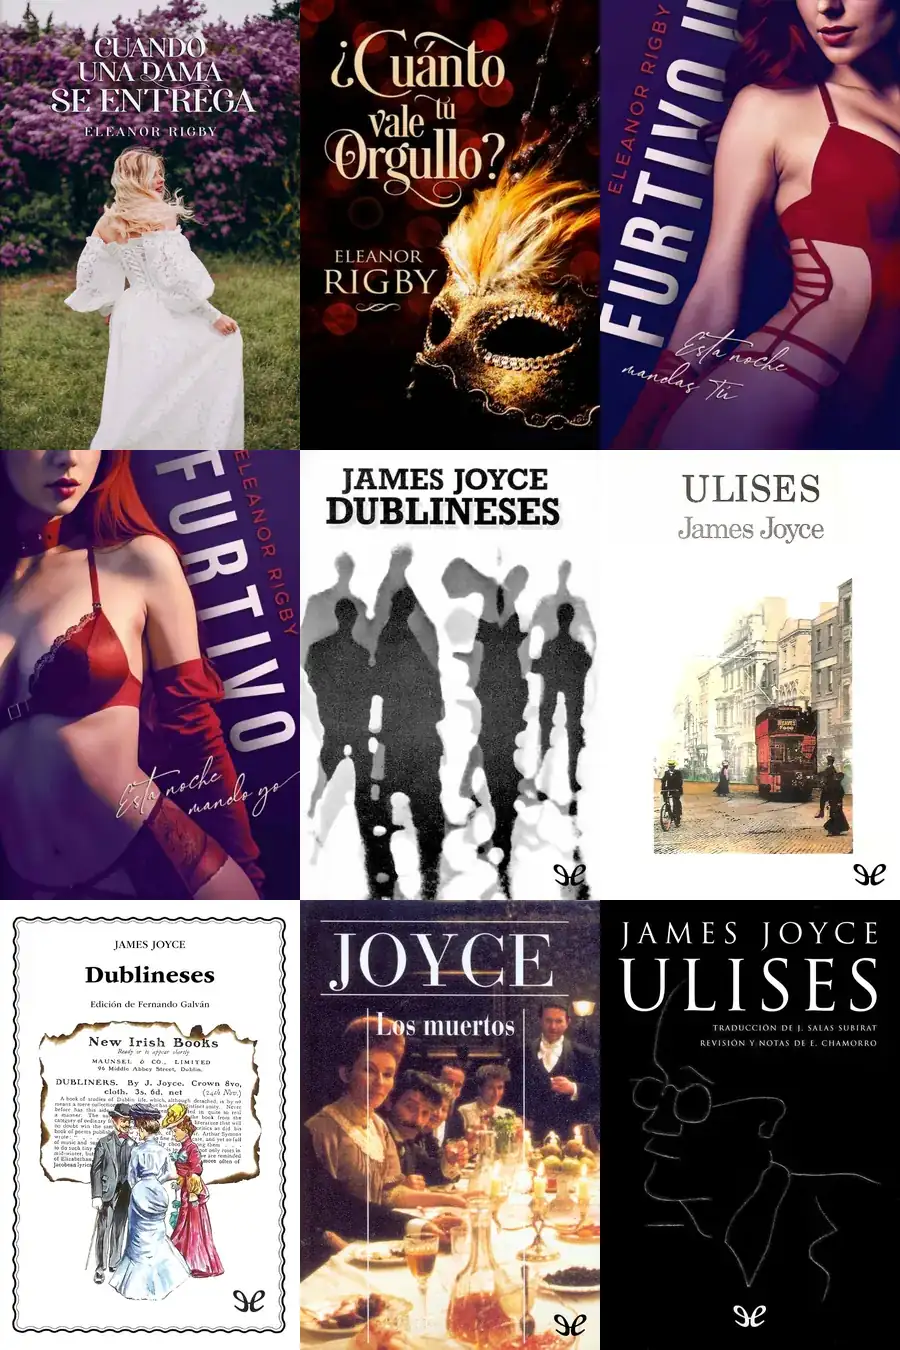 CUANDO
UNA DAMA
SE ENTREGA
ELEANOR RIGBY
¿Cuánto
vale tú
Orgullo?
ELEANOR
RIGBY
ELEANOR RIGBY
FURTIVO II
Esta noche
mandas tú
FURTIVO
ELEANOR RIGBY
Esta noche
mando yo
JAMES JOYCE
DUBLINESES
ULISES
James Joyce
JAMES JOYCE
Dublineses
Edición de Fernando Galván
New Irish Books
Ready or to appear shortly
MAUNSEL & CO., LIMITED
96 Middle Abbey Street, Dublin.
DUBLINERS. By J. Joyce. Crown 8vo,
cloth. 3s. 6d. net
JOYCE
Los muertos
JAMES JOYCE
ULISES
TRADUCCIÓN DE J. SALAS SUBIRAT
REVISIÓN Y NOTAS DE E. CHAMORRO